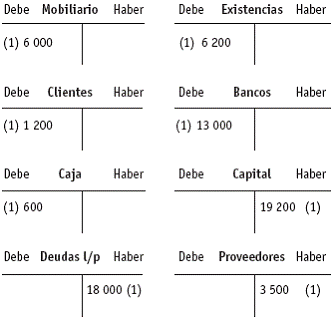 Debe Mobiliario Haber
(1) 6 000
Debe Existencias Haber
(1) 6 200
Debe Clientes Haber
(1) 1 200
Debe Bancos Haber
(1) 13 000
Debe Caja Haber
(1) 600
Debe Capital Haber
19 200 (1)
Debe Deudas l/p Haber
18 000 (1)
Debe Proveedores Haber
3 500 (1)